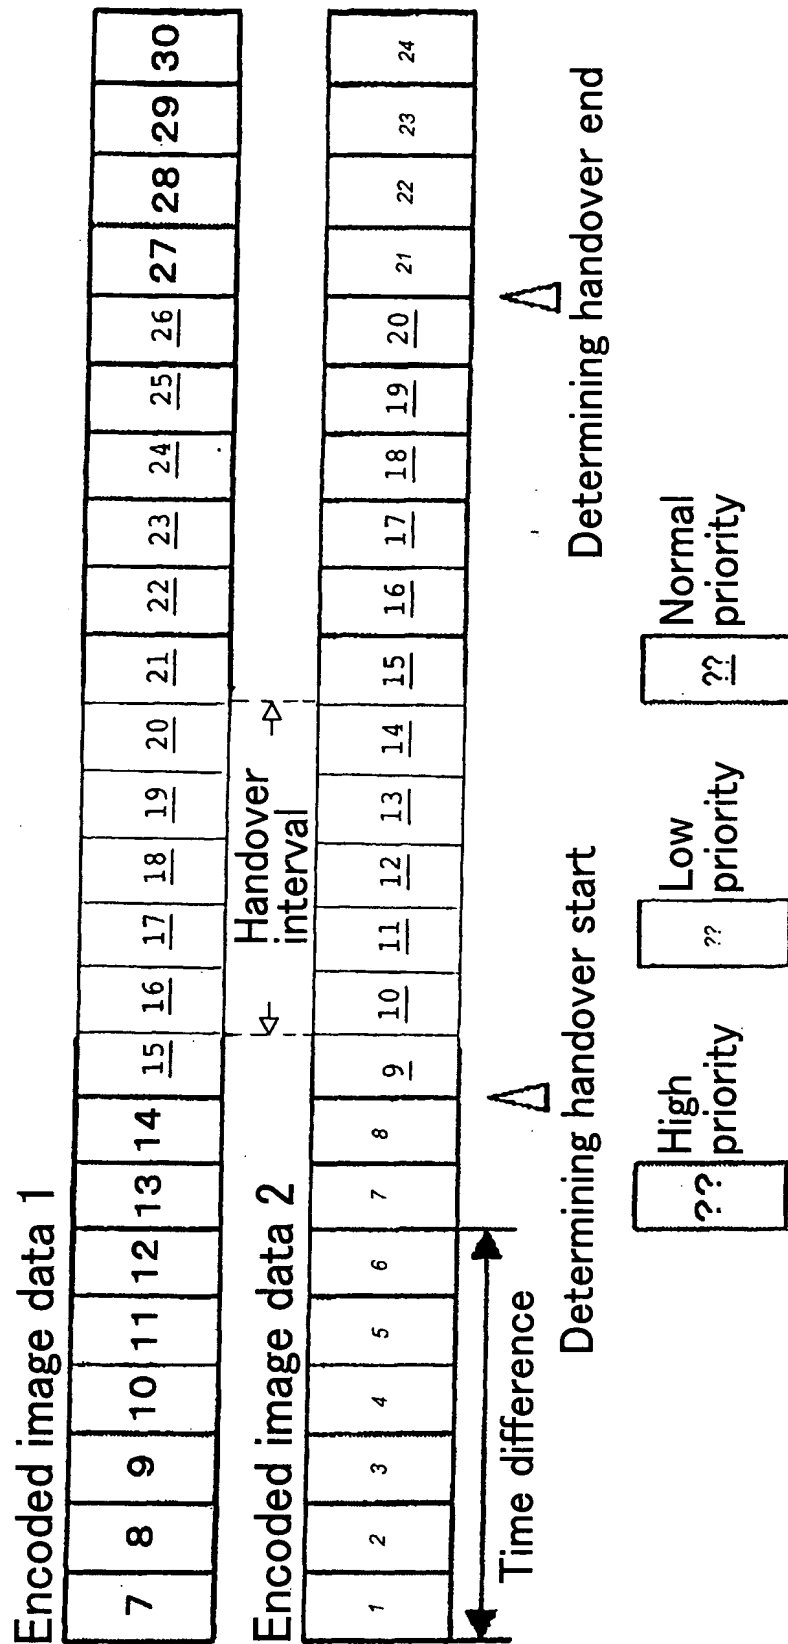 Encoded image data 1
7 8 9 10 11 12 13 14 15 16 17 18 19 20 21 22 23 24 25 26 27 28 29 30
Handover
interval
Encoded image data 2
1 2 3 4 5 6 7 8 9 10 11 12 13 14 15 16 17 18 19 20 21 22 23 24
Time difference
Determining handover start
Determining handover end
?? High
priority
?? Low
priority
?? Normal
priority